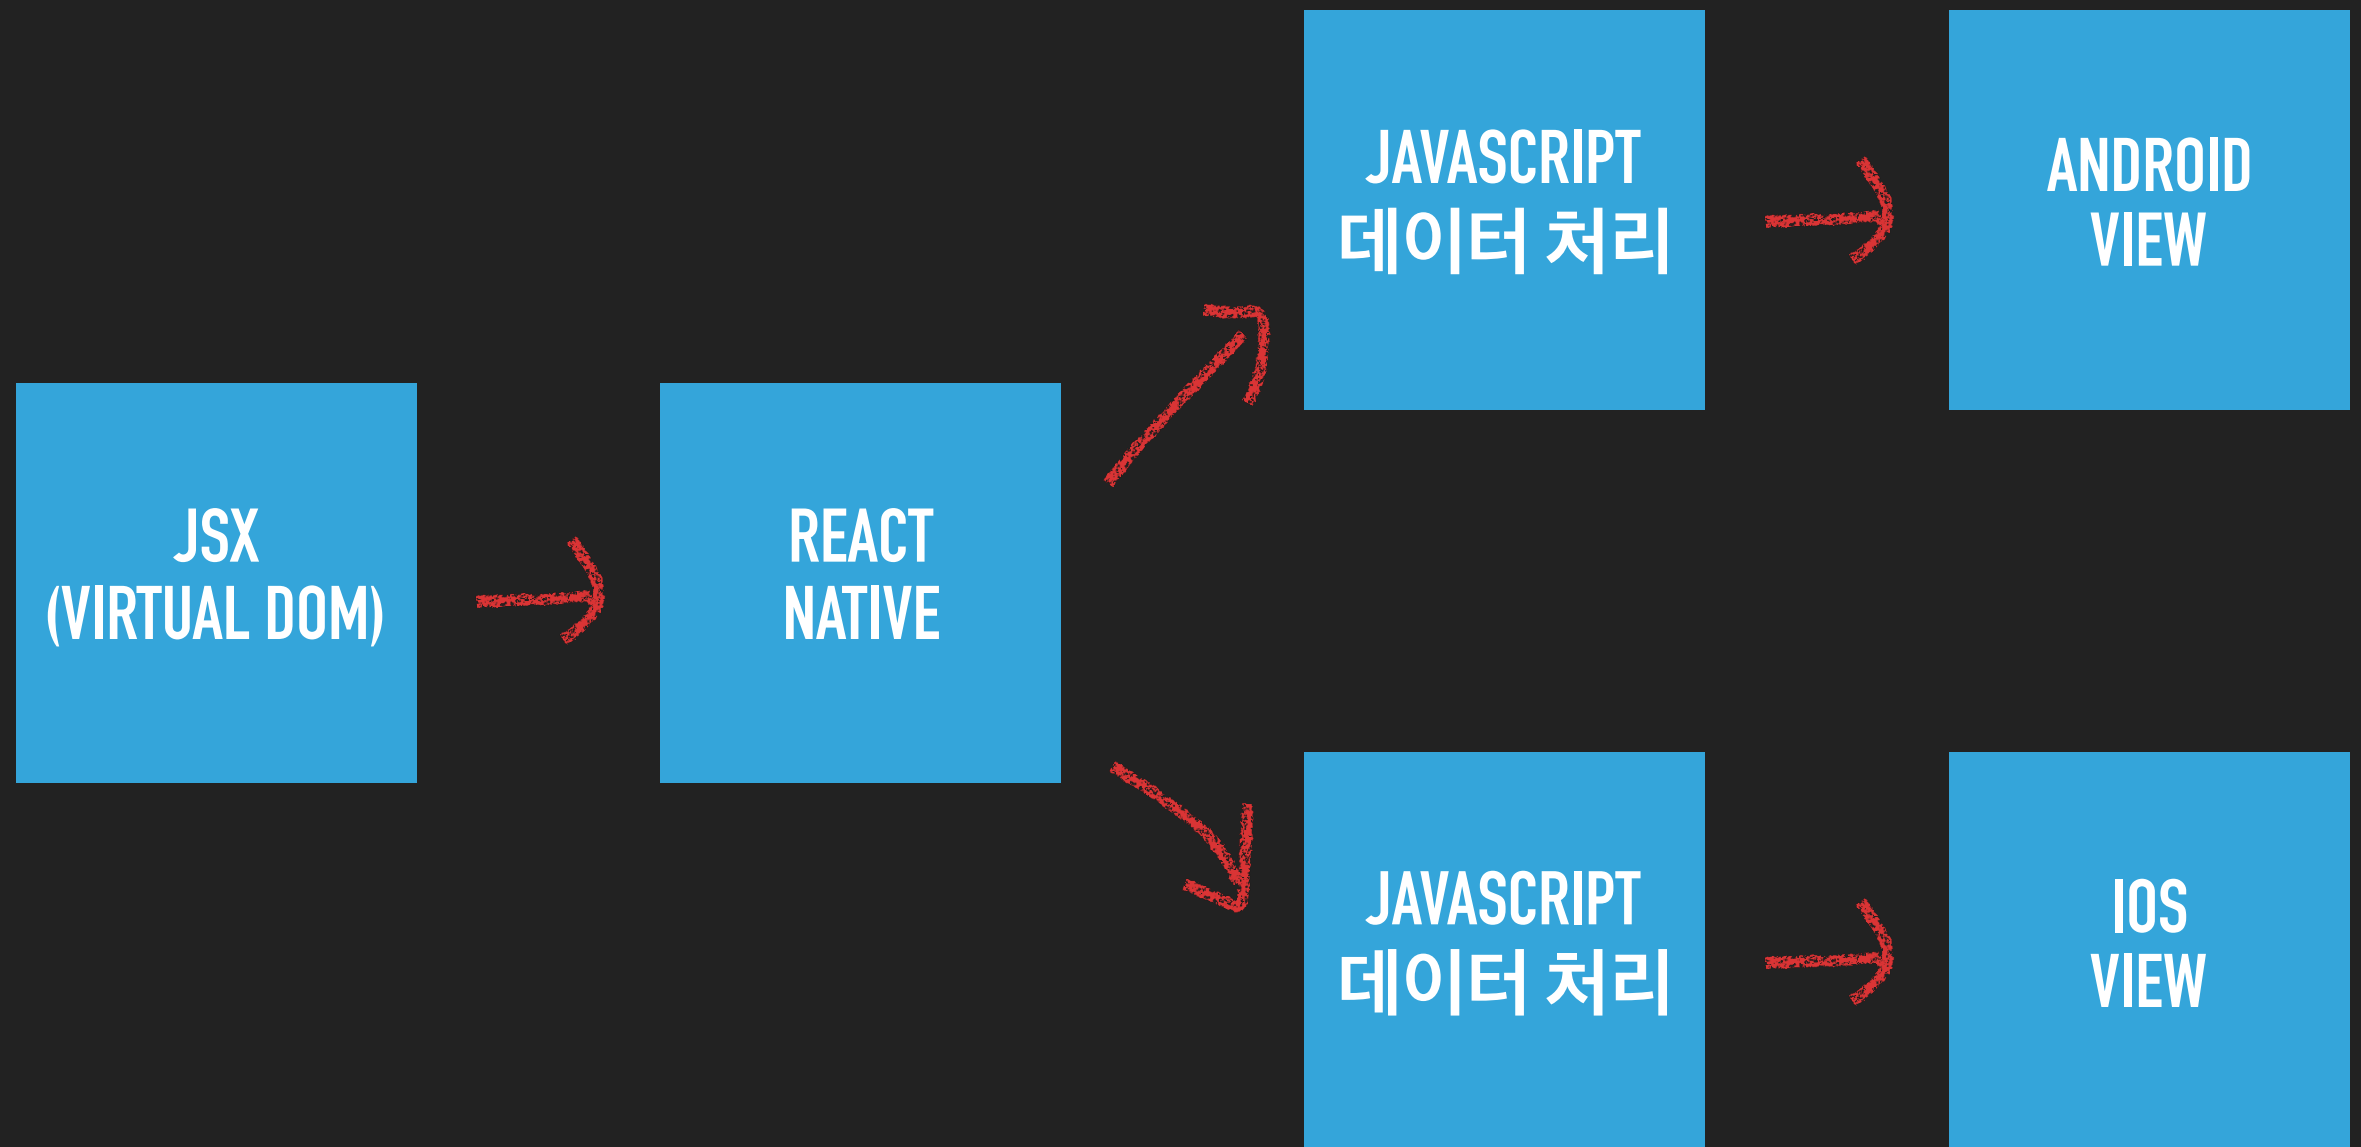 JSX
(VIRTUAL DOM)
REACT
NATIVE
JAVASCRIPT
데이터 처리
ANDROID
VIEW
JAVASCRIPT
데이터 처리
IOS
VIEW